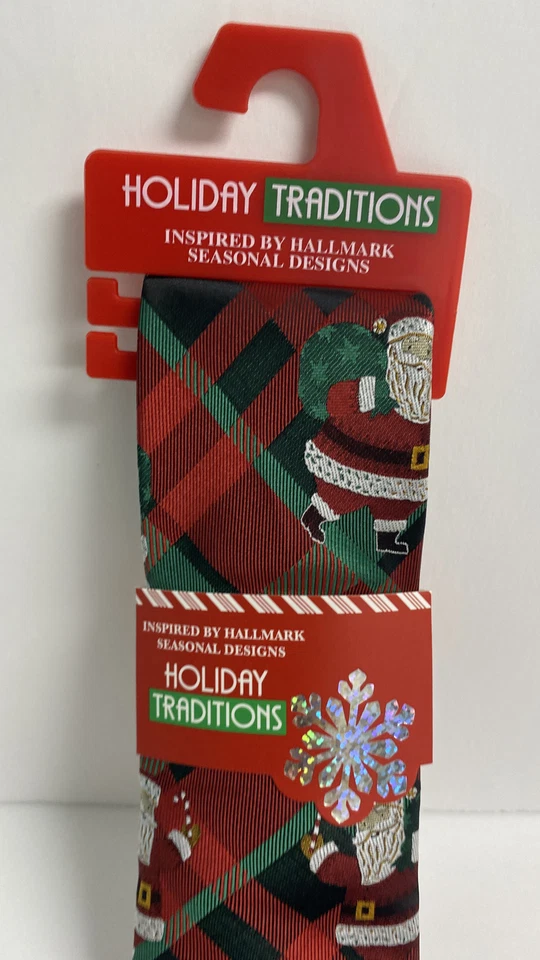 HOLIDAY TRADITIONS
INSPIRED BY HALLMARK
SEASONAL DESIGNS
INSPIRED BY HALLMARK
SEASONAL DESIGNS
HOLIDAY
TRADITIONS